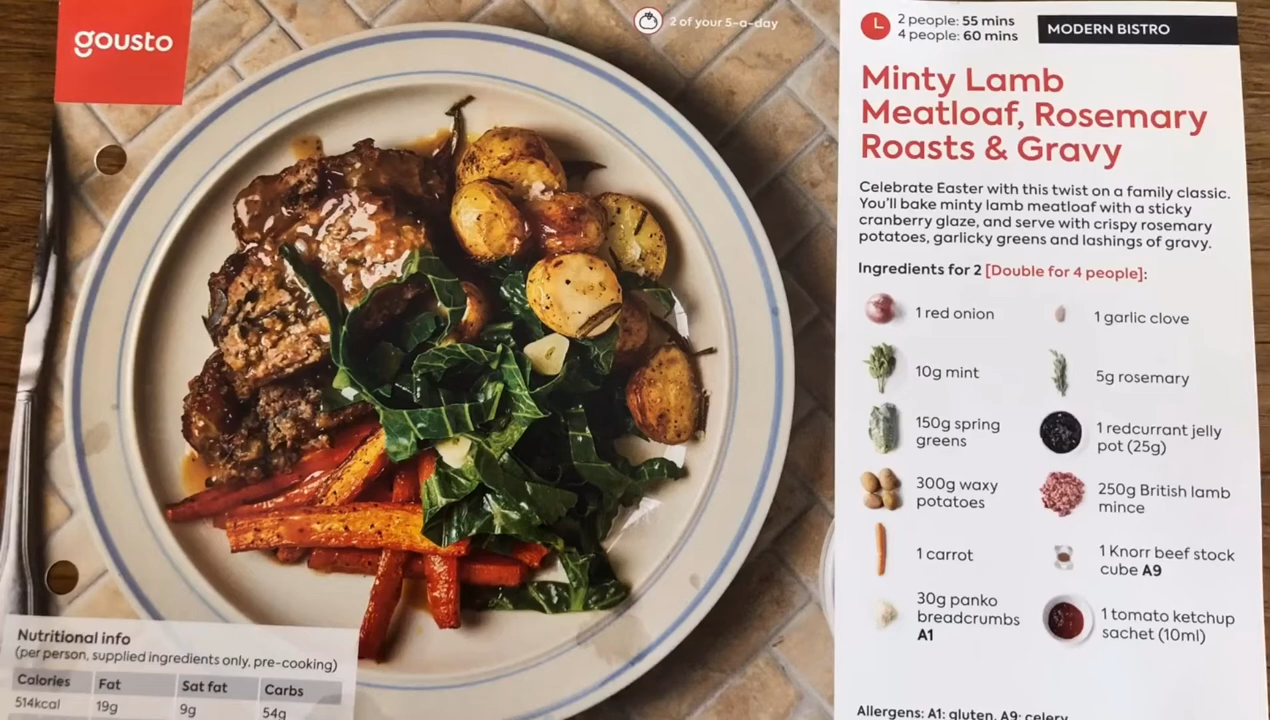 gousto
2 of your 5-a-day
Nutritional info
(per person, supplied ingredients only, pre-cooking)
Calories Fat Sat fat Carbs
514kcal 19g 9g 54g
2 people: 55 mins
4 people: 60 mins
MODERN BISTRO
Minty Lamb
Meatloaf, Rosemary
Roasts & Gravy
Celebrate Easter with this twist on a family classic.
You'll bake minty lamb meatloaf with a sticky
cranberry glaze, and serve with crispy rosemary
potatoes, garlicky greens and lashings of gravy.
Ingredients for 2 [Double for 4 people]:
1 red onion
1 garlic clove
10g mint
5g rosemary
150g spring
greens
1 redcurrant jelly
pot (25g)
300g waxy
potatoes
250g British lamb
mince
1 carrot
1 Knorr beef stock
cube A9
30g panko
breadcrumbs
A1
1 tomato ketchup
sachet (10ml)
Allergens: A1: gluten, A9: celery